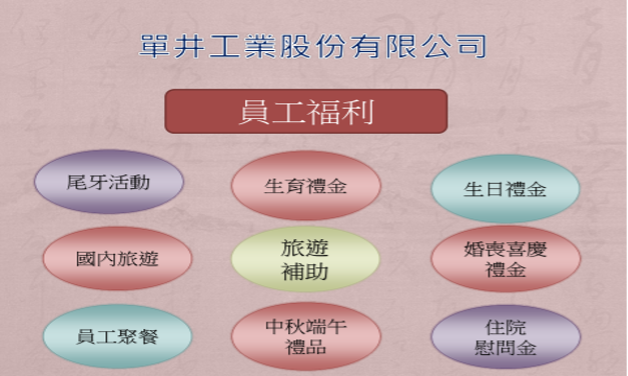 單井工業股份有限公司
員工福利
尾牙活動
生育禮金
生日禮金
國內旅遊
旅遊
補助
婚喪喜慶
禮金
員工聚餐
中秋端午
禮品
住院
慰問金